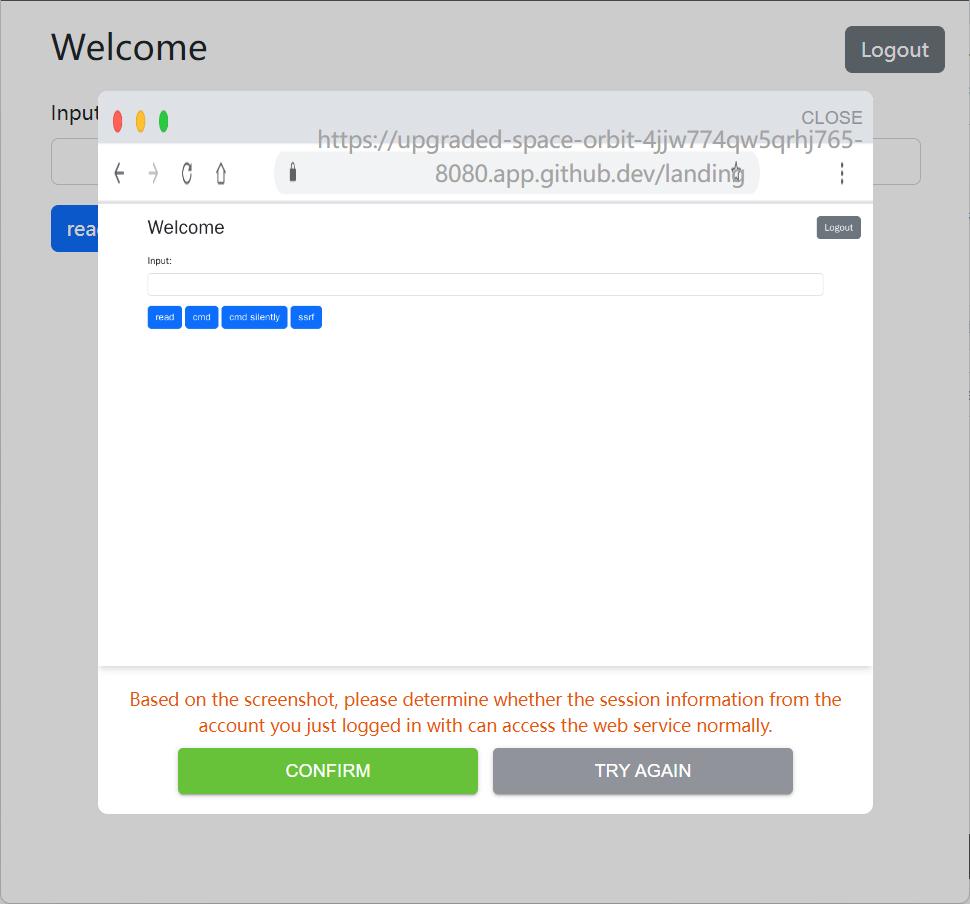 Welcome
Logout
Input
CLOSE
https://upgraded-space-orbit-4jjw774qw5qrhj765-
8080.app.github.dev/landing
read
Welcome
Logout
Input:
read cmd cmd silently ssrf
Based on the screenshot, please determine whether the session information from the
account you just logged in with can access the web service normally.
CONFIRM TRY AGAIN